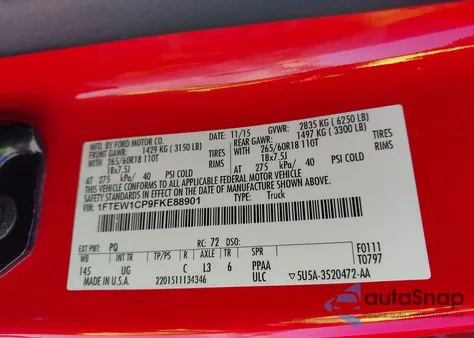 MFD. BY FORD MOTOR CO. 11/15 GVWR: 2835 KG (6250 LB)
FRONT GAWR: 1429 KG (3150 LB) REAR GAWR: 1497 KG (3300 LB)
265/60R18 110T TIRES WITH 265/60R18 110T TIRES
18x7.5J RIMS 18x7.5J RIMS
AT 275 kPa/ 40 PSI COLD AT 275 kPa/ 40 PSI COLD
THIS VEHICLE CONFORMS TO ALL APPLICABLE FEDERAL MOTOR VEHICLE
SAFETY STANDARDS IN EFFECT ON THE DATE OF MANUFACTURE SHOWN ABOVE.
1FTEW1CP9FKE88901 TYPE: Truck
EXT PNT: PQ RC: 72 DSO: F0111
WB INT TR TP/PS R AXLE TR SPR T0797
145 UG C L3 6 PPAA
MADE IN U.S.A. 2201511134346 ULC 5U5A-3520472-AA
autoSnap